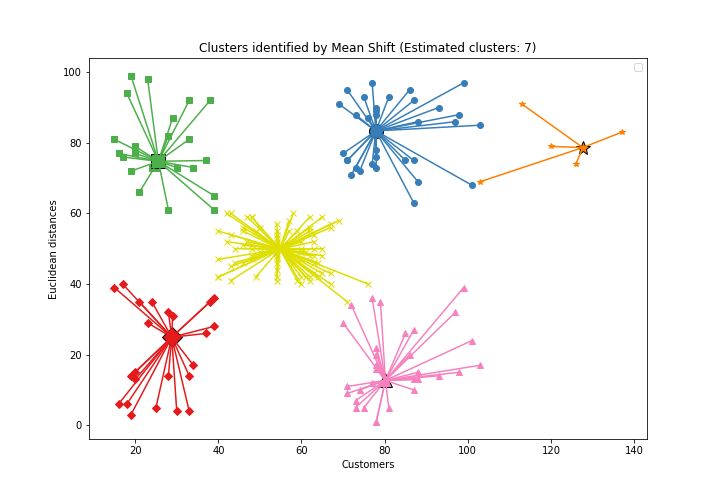 Clusters identified by Mean Shift (Estimated clusters: 7)
100
80
60
40
20
0
Euclidean distances
20 40 60 80 100 120 140
Customers